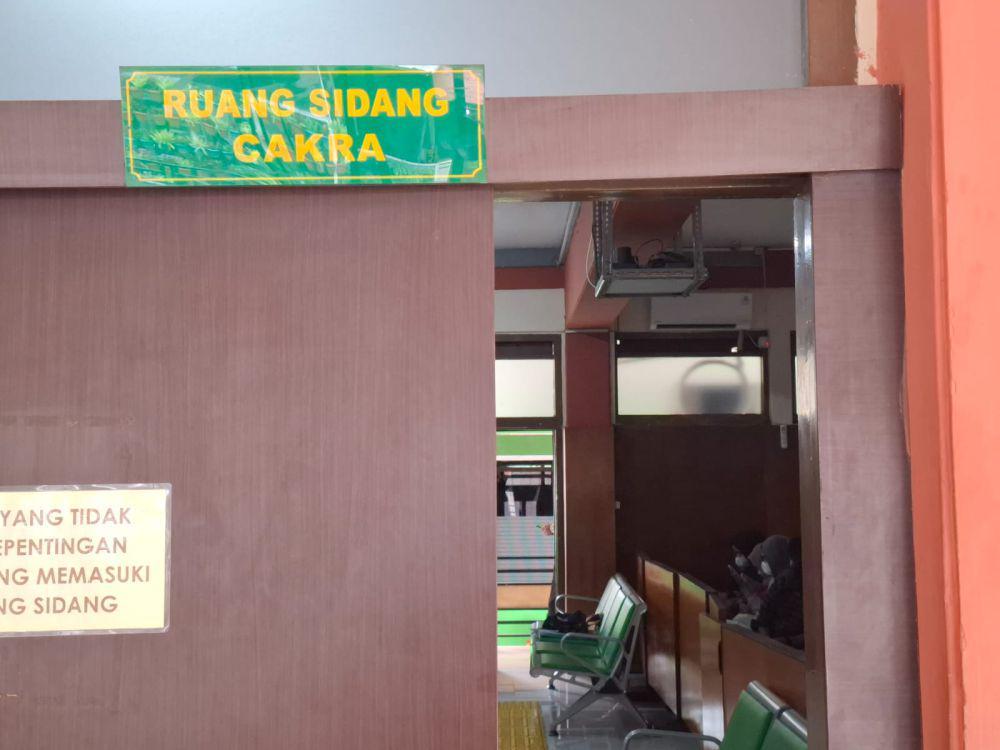 RUANG SIDANG
CAKRA
YANG TIDAK
EPENTINGAN
NG MEMASUKI
NG SIDANG